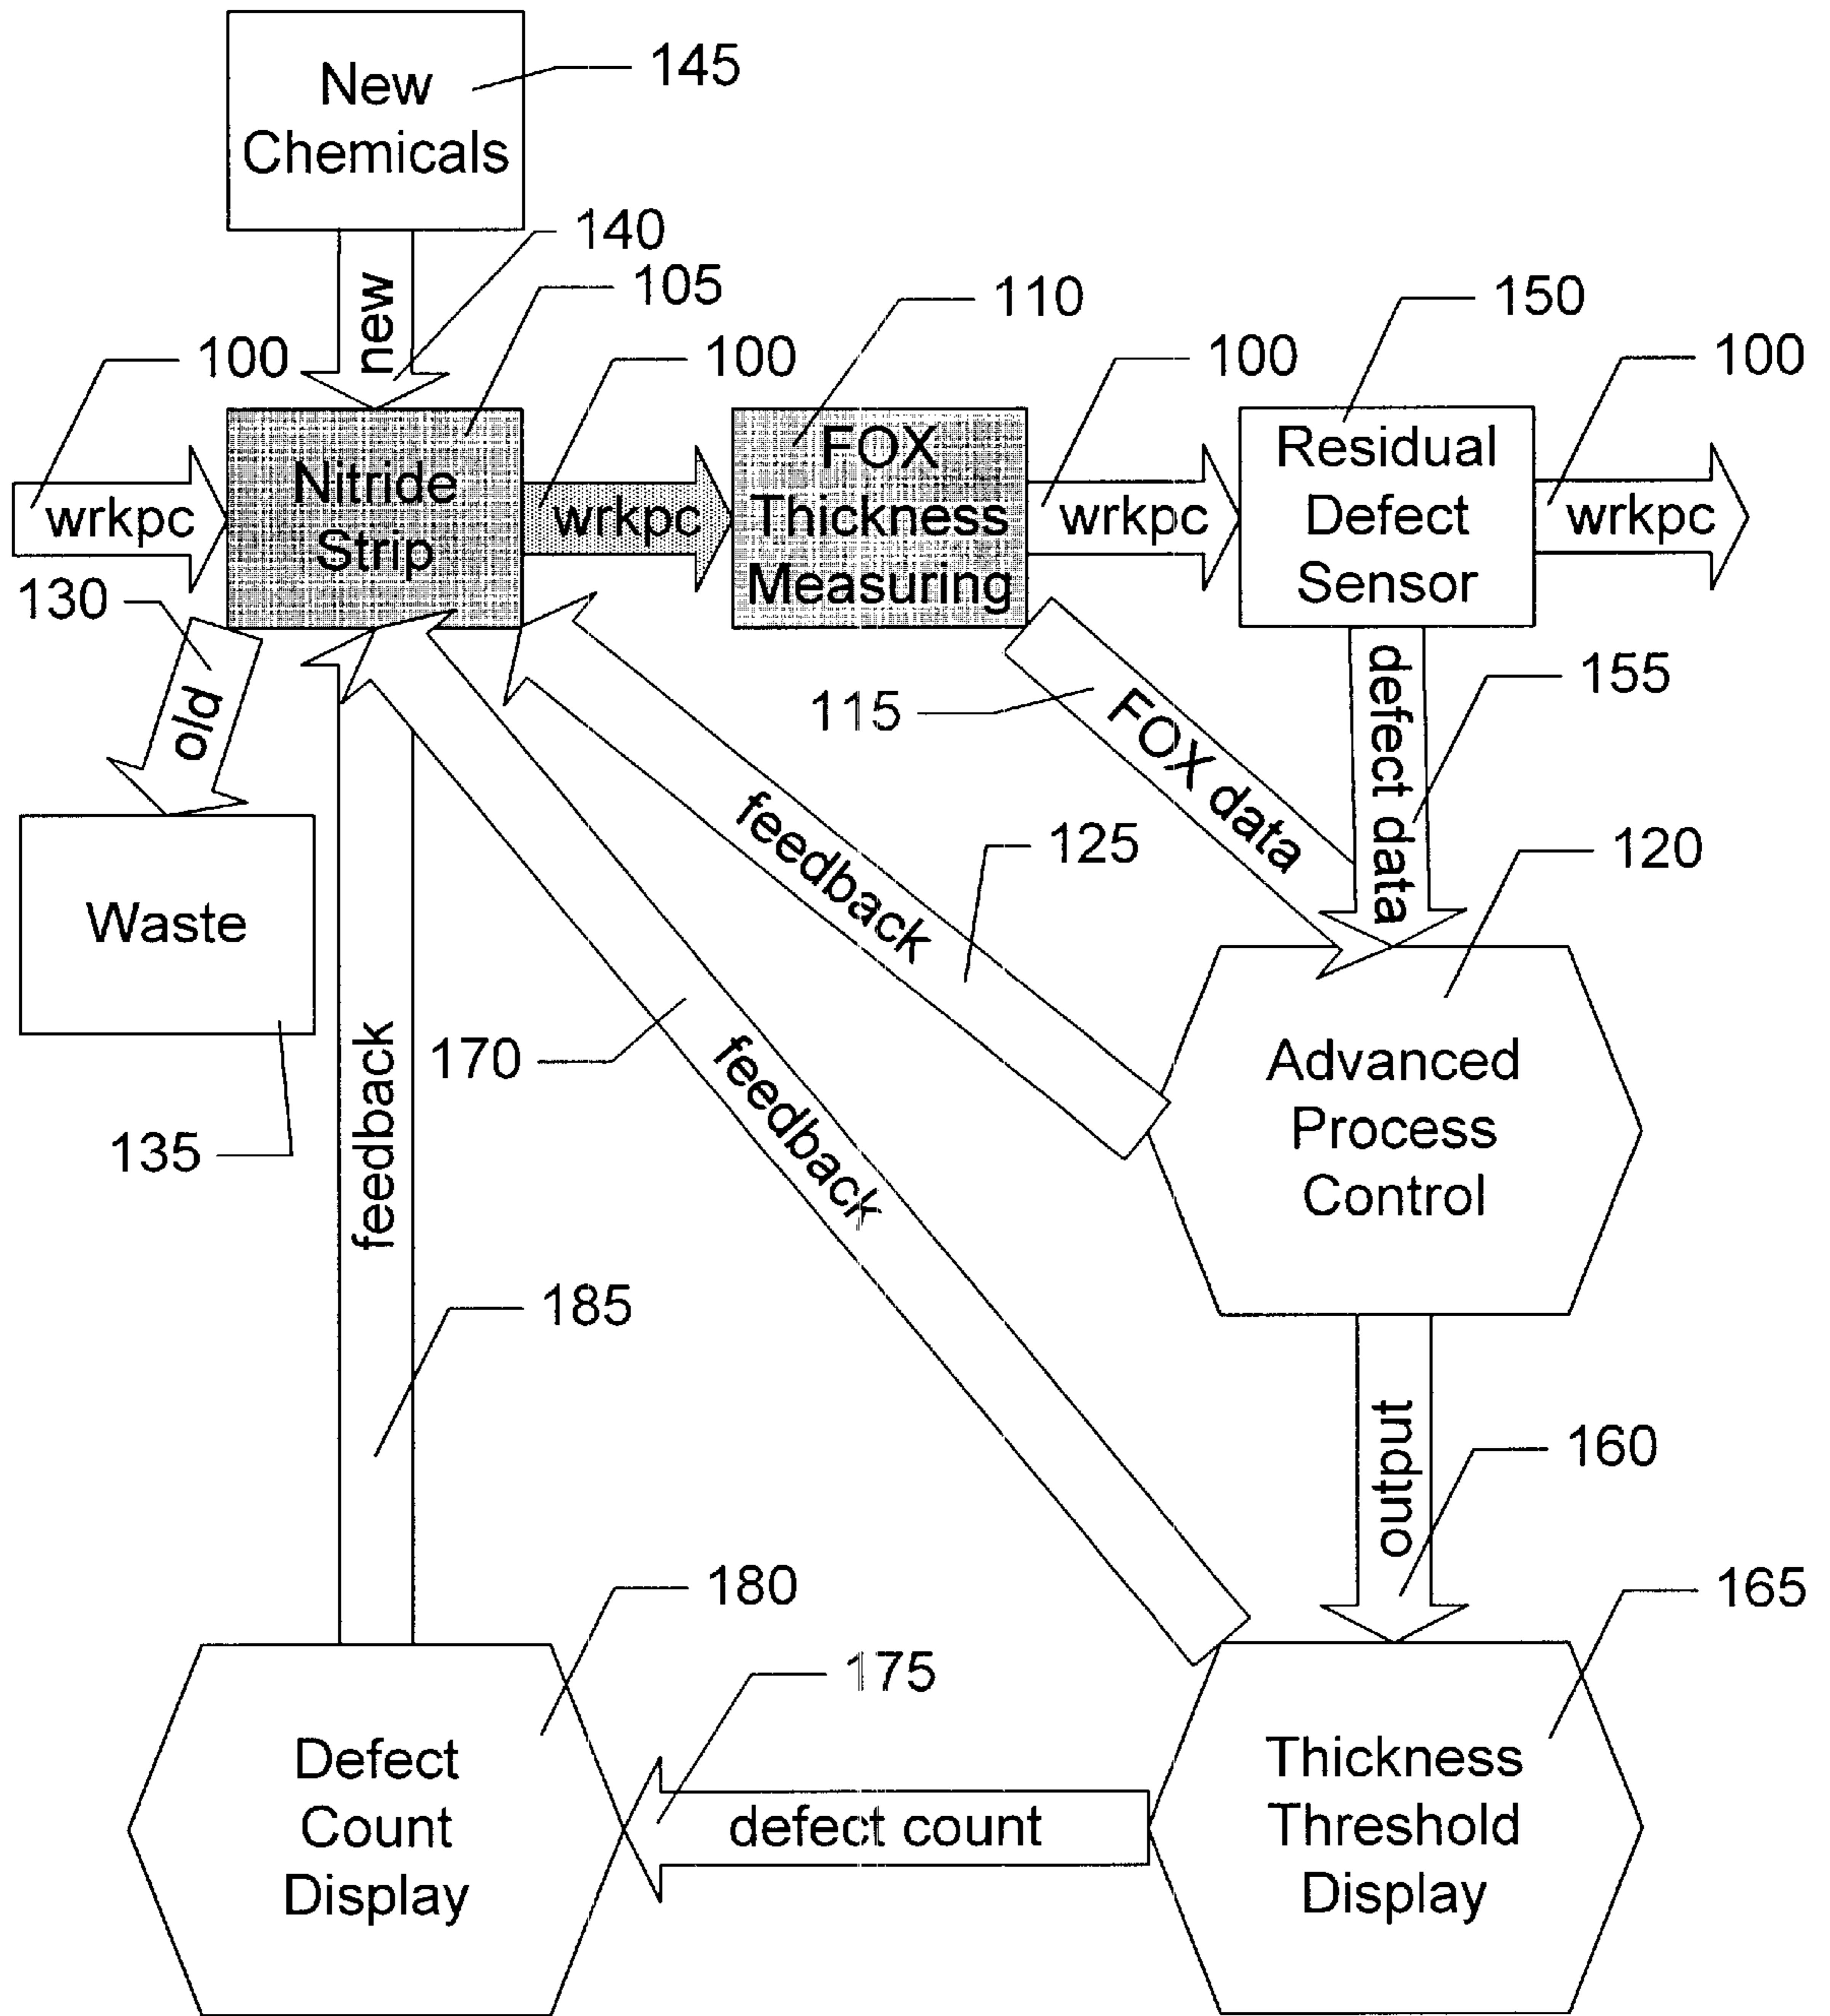 New
Chemicals
145
140
new
105
110
150
100
100
100
100
wrkpc
Nitride
Strip
wrkpc
FOX
Thickness
Measuring
wrkpc
Residual
Defect
Sensor
wrkpc
130
old
115
FOX data
defect data
155
feedback
125
120
Waste
135
feedback
170
feedback
Advanced
Process
Control
185
output
160
180
175
165
Defect
Count
Display
defect count
Thickness
Threshold
Display